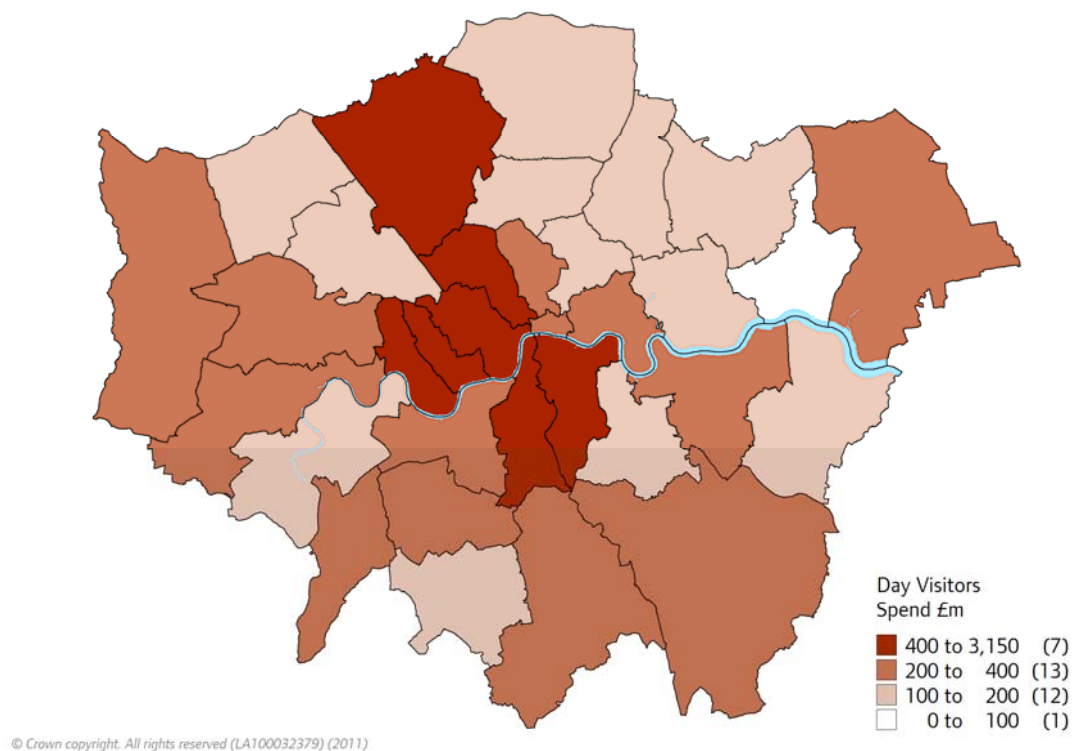 Day Visitors
Spend £m
400 to 3,150 (7)
200 to 400 (13)
100 to 200 (12)
0 to 100 (1)
© Crown copyright. All rights reserved (LA100032379) (2011)